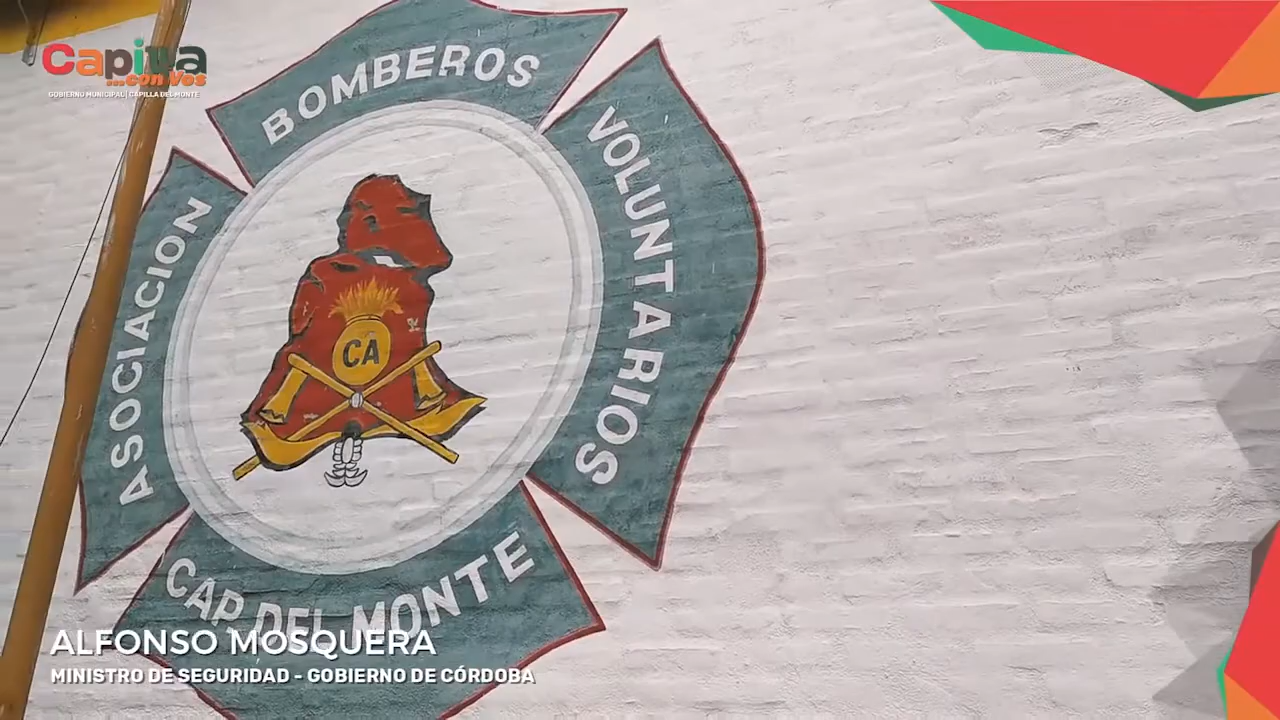 Capilla
...con Vos
GOBIERNO MUNICIPAL | CAPILLA DEL MONTE
ASOCIACION
BOMBEROS
VOLUNTARIOS
CA
CAP. DEL MONTE
ALFONSO MOSQUERA
MINISTRO DE SEGURIDAD - GOBIERNO DE CÓRDOBA